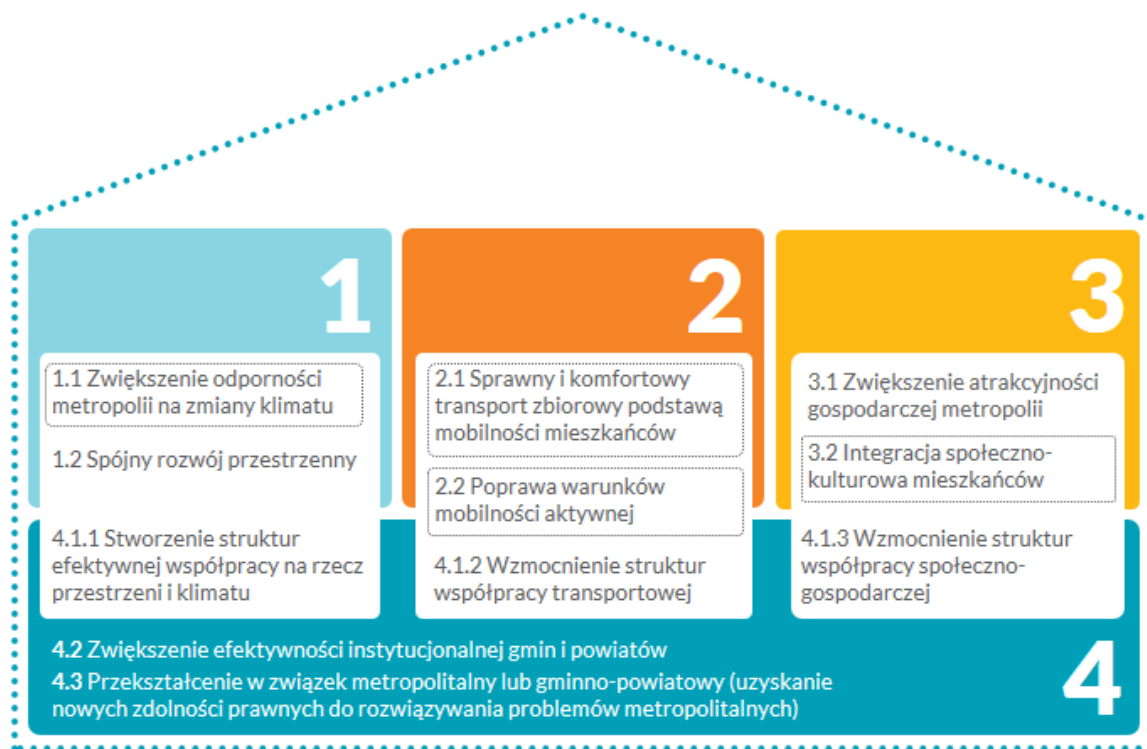 1
1.1 Zwiększenie odporności
metropolii na zmiany klimatu
1.2 Spójny rozwój przestrzenny
4.1.1 Stworzenie struktur
efektywnej współpracy na rzecz
przestrzeni i klimatu
2
2.1 Sprawny i komfortowy
transport zbiorowy podstawą
mobilności mieszkańców
2.2 Poprawa warunków
mobilności aktywnej
4.1.2 Wzmocnienie struktur
współpracy transportowej
3
3.1 Zwiększenie atrakcyjności
gospodarczej metropolii
3.2 Integracja społeczno-
kulturowa mieszkańców
4.1.3 Wzmocnienie struktur
współpracy społeczno-
gospodarczej
4.2 Zwiększenie efektywności instytucjonalnej gmin i powiatów
4.3 Przekształcenie w związek metropolitalny lub gminno-powiatowy (uzyskanie
nowych zdolności prawnych do rozwiązywania problemów metropolitalnych)
4